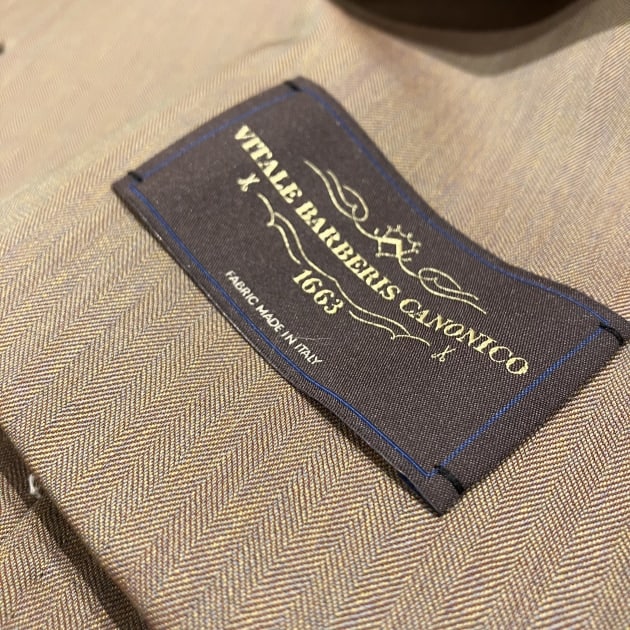 VITALE BARBERIS CANONICO
1663
FABRIC MADE IN ITALY